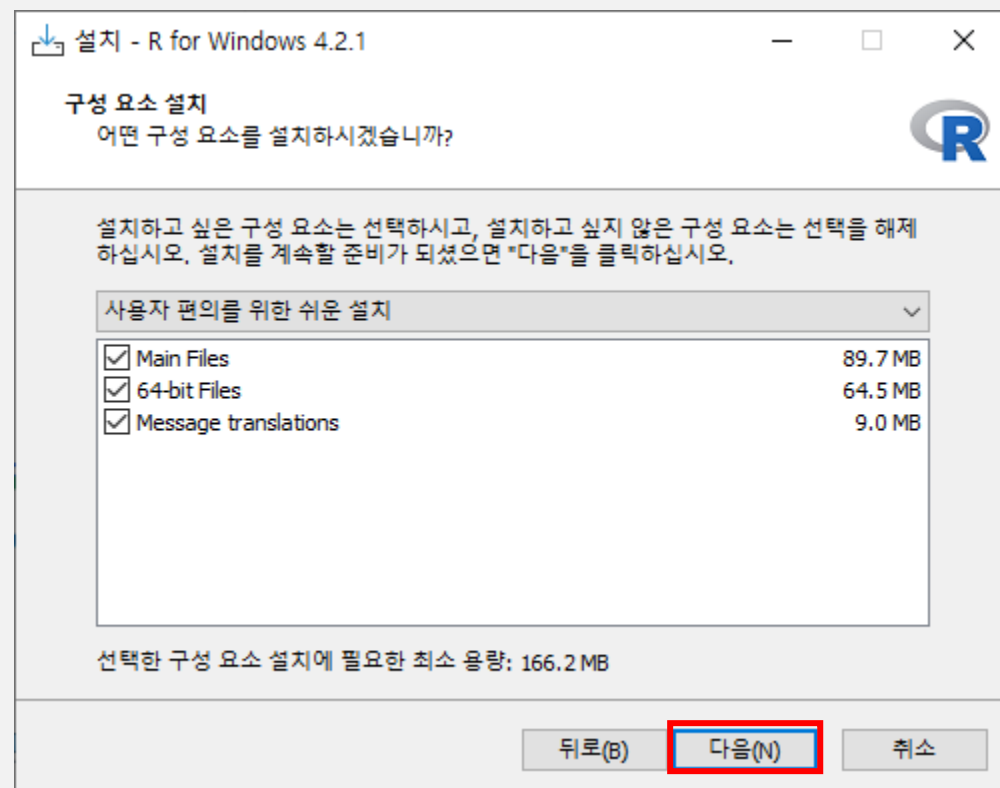 설치 - R for Windows 4.2.1
구성 요소 설치
어떤 구성 요소를 설치하시겠습니까?
R
설치하고 싶은 구성 요소는 선택하시고, 설치하고 싶지 않은 구성 요소는 선택을 해제
하십시오. 설치를 계속할 준비가 되셨으면 "다음"을 클릭하십시오.
사용자 편의를 위한 쉬운 설치
Main Files 89.7 MB
64-bit Files 64.5 MB
Message translations 9.0 MB
선택한 구성 요소 설치에 필요한 최소 용량: 166.2 MB
뒤로(B) 다음(N) 취소